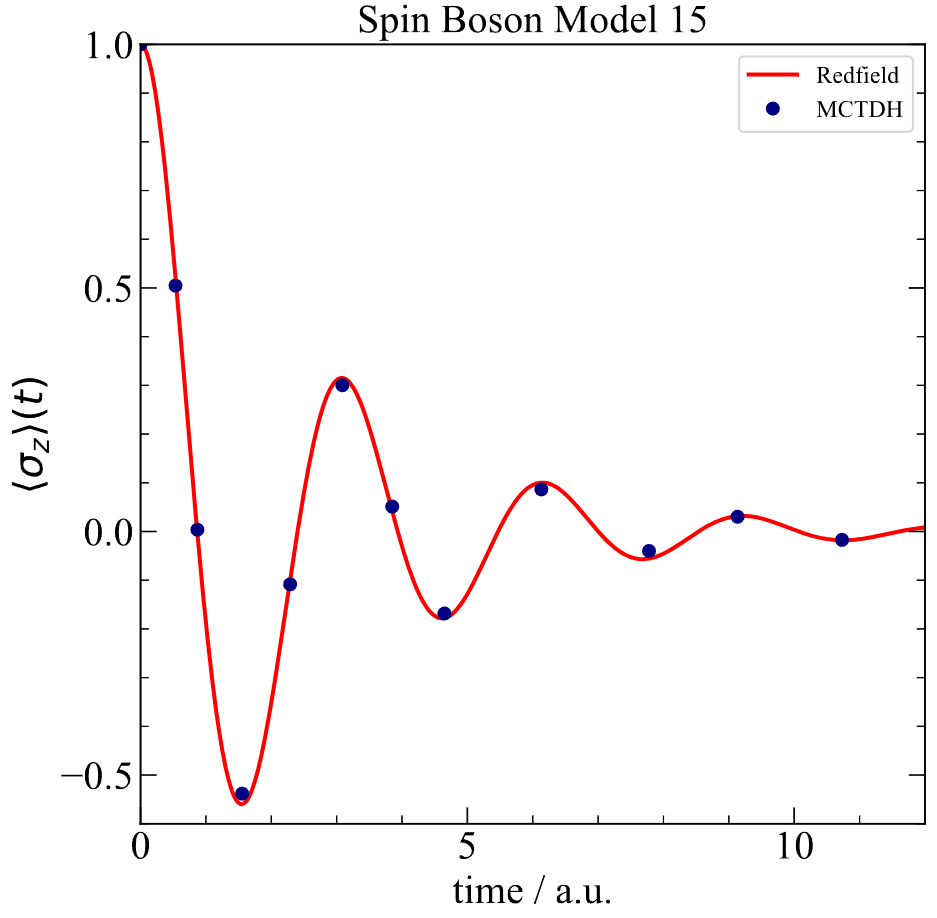 Spin Boson Model 15
Redfield
MCTDH
1.0
0.5
0.0
−0.5
⟨σz⟩(t)
0
5
10
time / a.u.